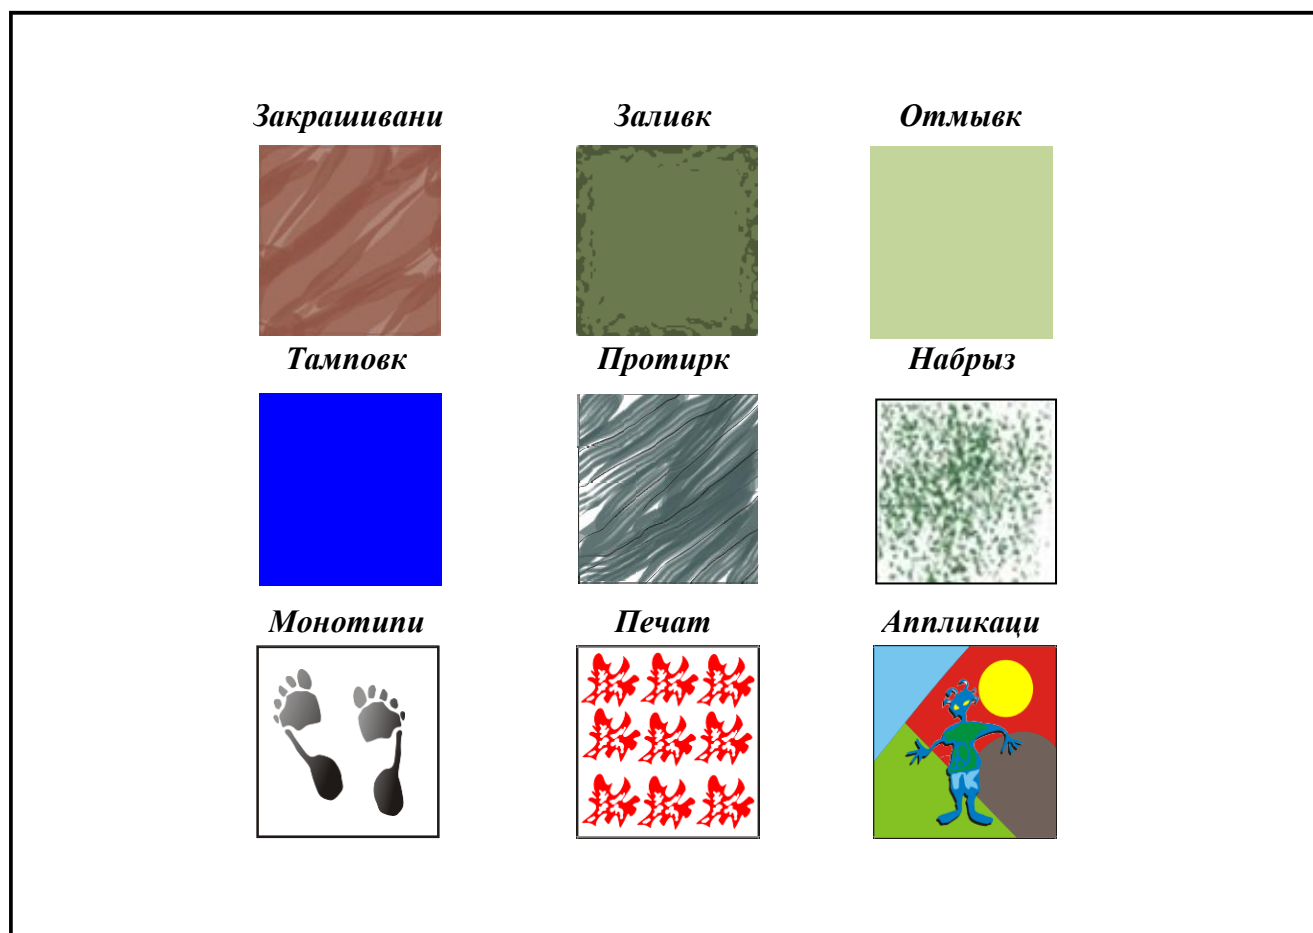 Закрашивани Заливк Отмывк
Тамповк Протирк Набрыз
Монотипи Печат Аппликаци